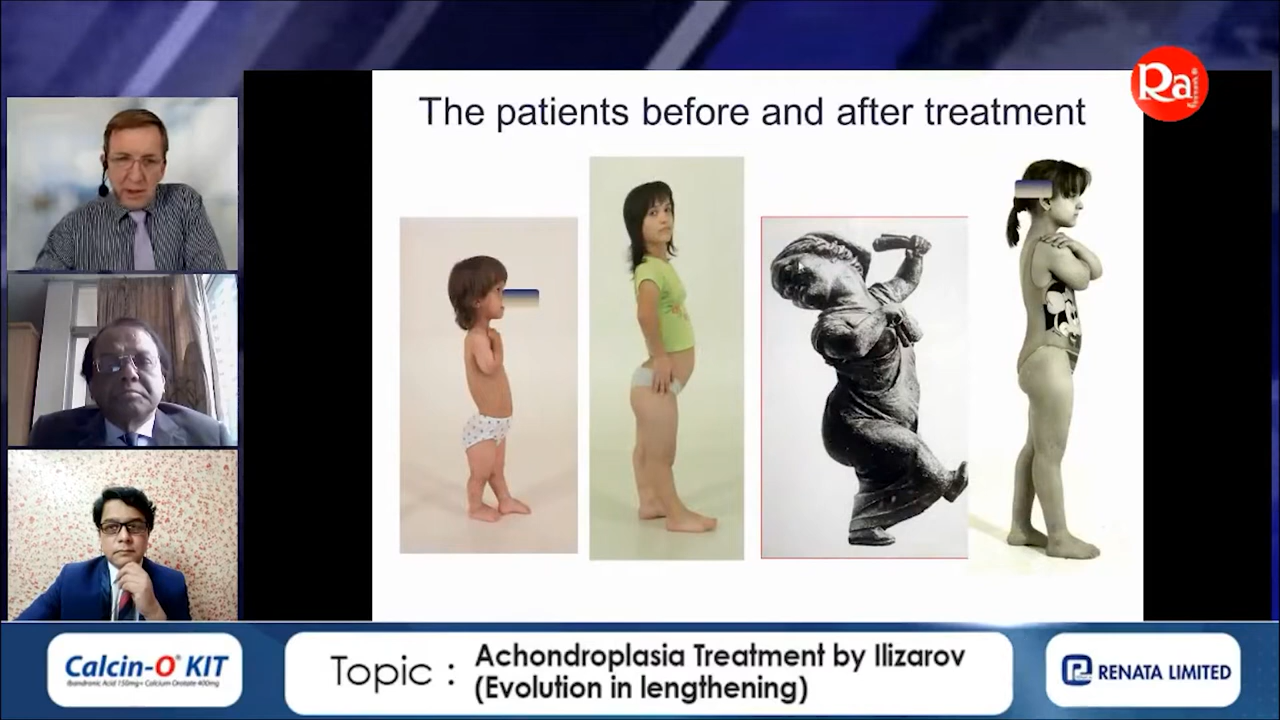 The patients before and after treatment
Ra
Calcin-O® KIT
Ibandronic Acid 150mg+ Calcium Orotate 400mg
Topic :
Achondroplasia Treatment by Ilizarov
(Evolution in lengthening)
RENATA LIMITED